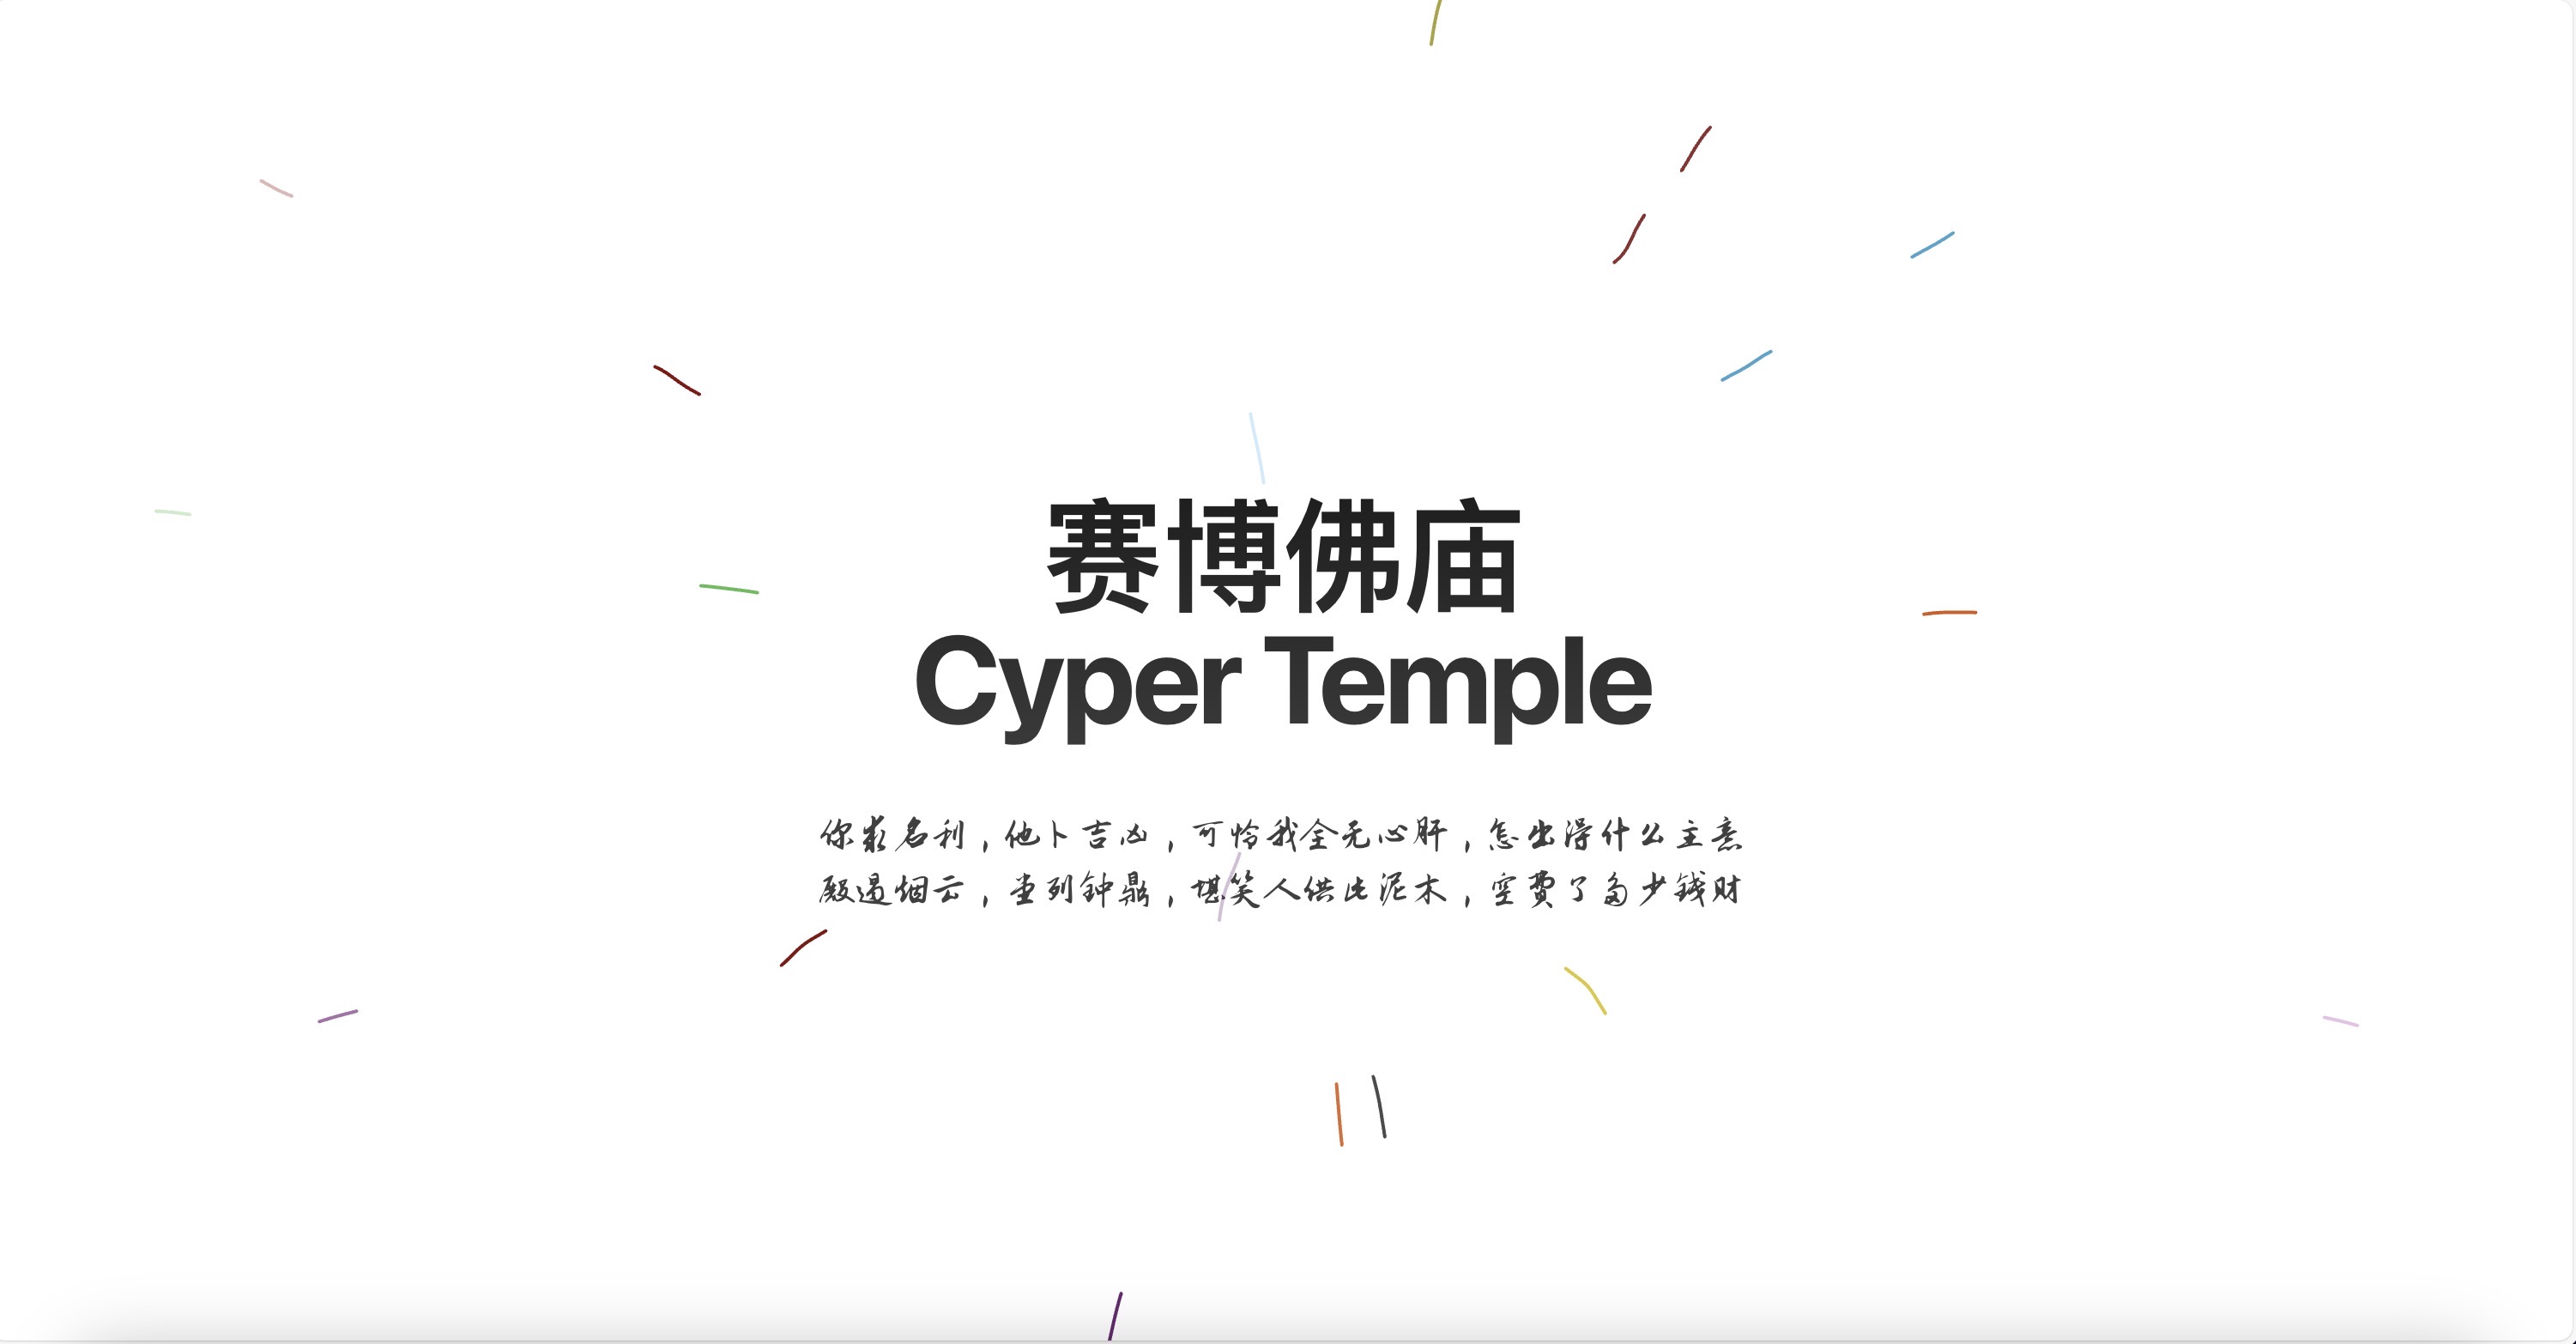 赛博佛庙
Cyper Temple
你求名利，他卜吉凶，可怜我全无心肝，怎出得什么主意
殿遏烟云，堂列钟鼎，堪笑人供此泥木，空费了多少钱财